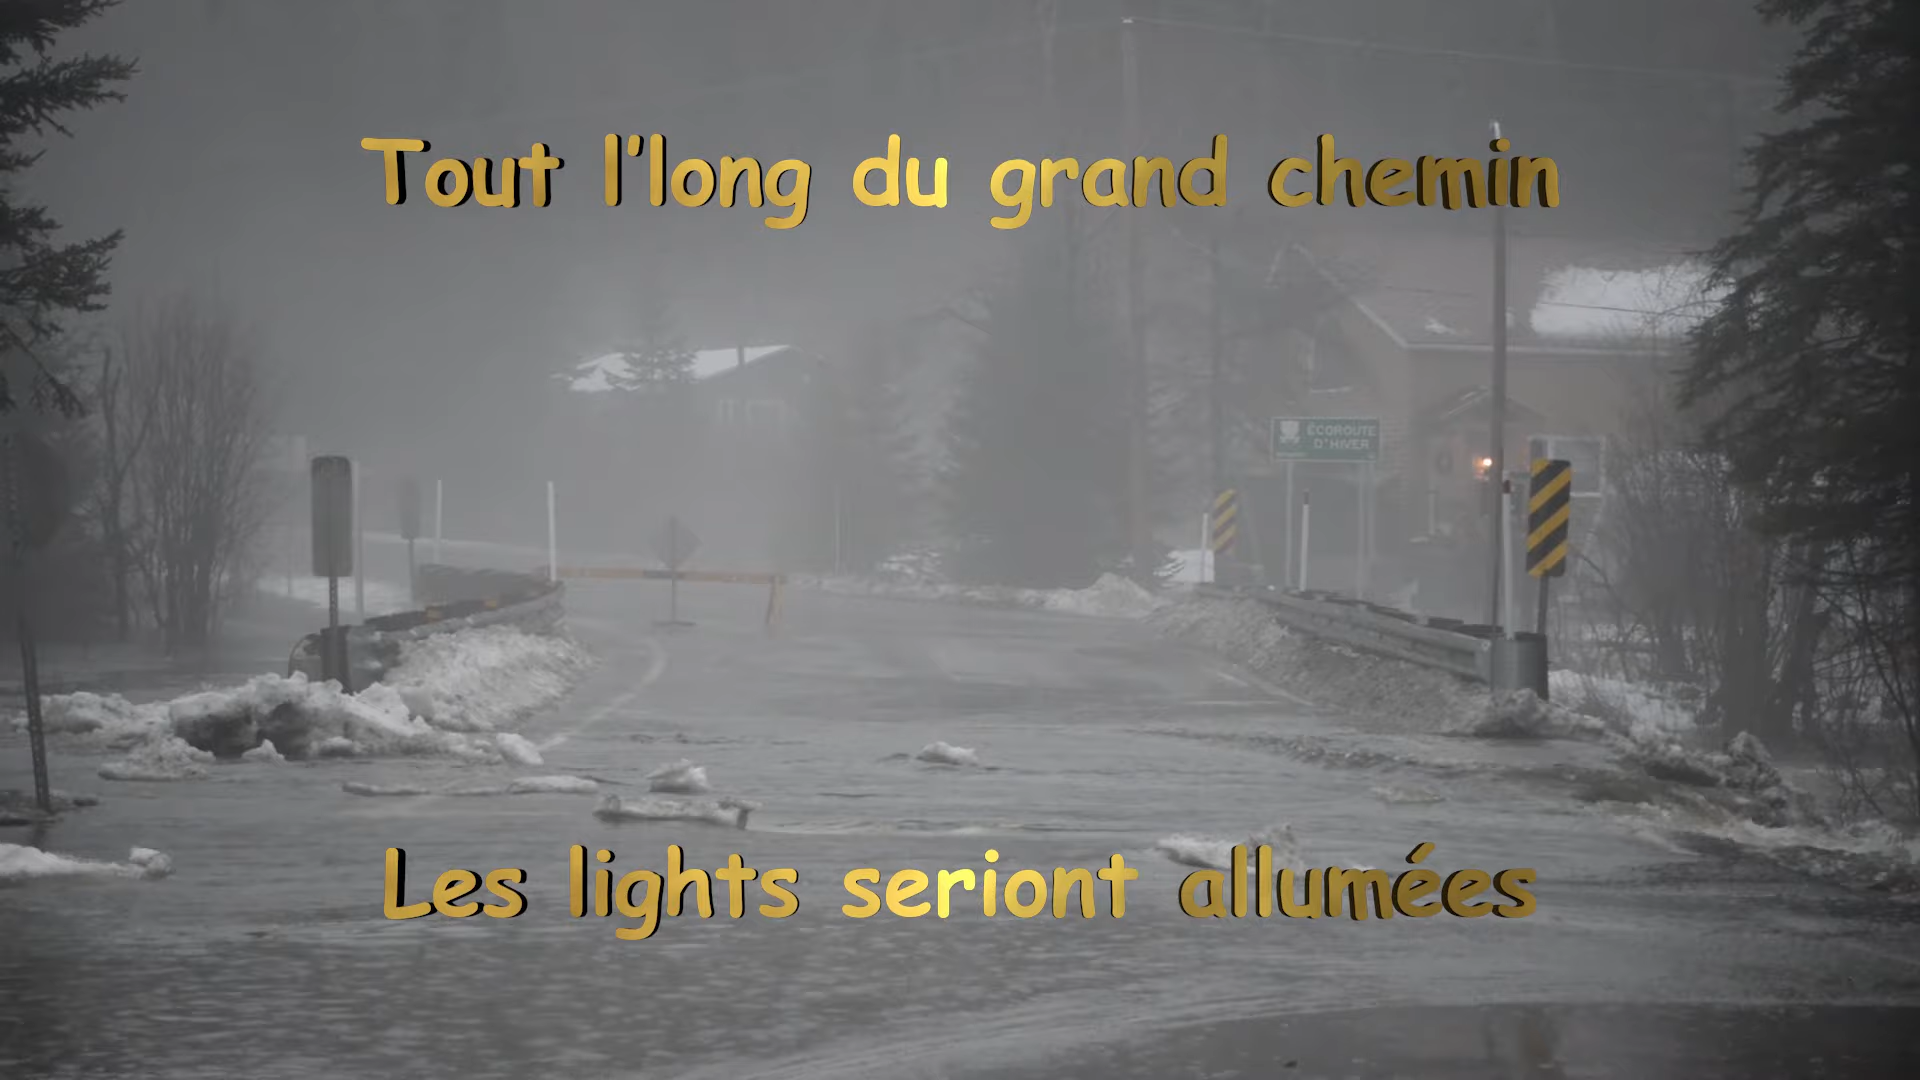 Tout l'long du grand chemin
ÉCOROUTE
D'HIVER
Les lights seriont allumées